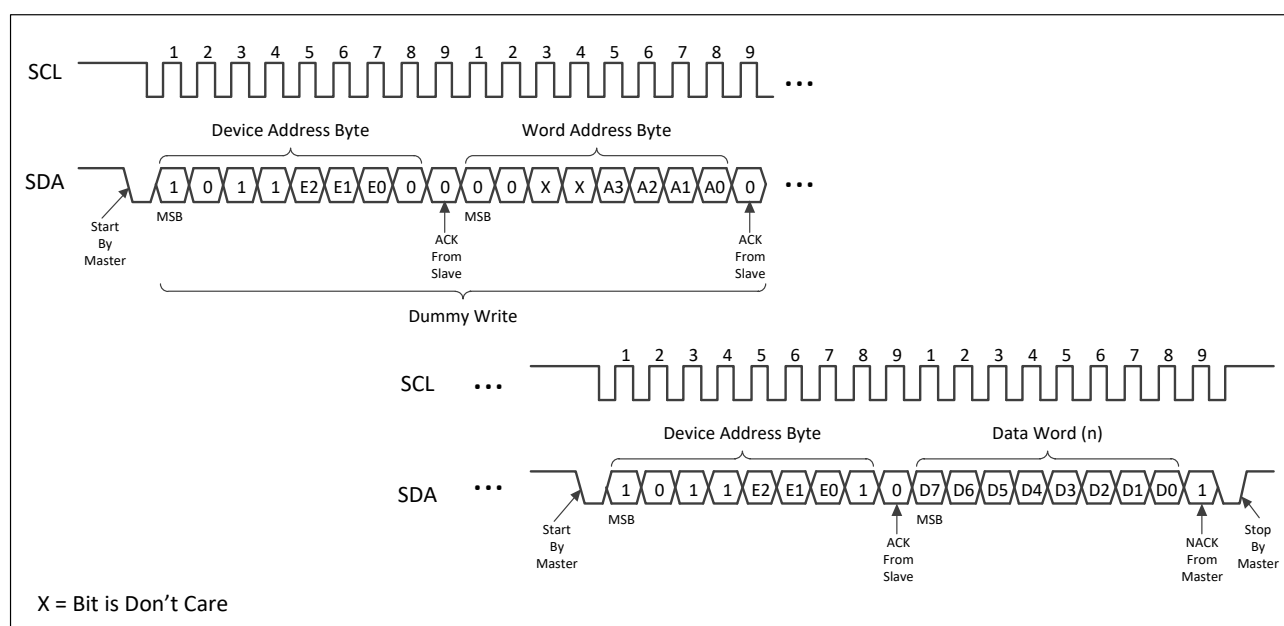 1 2 3 4 5 6 7 8 9 1 2 3 4 5 6 7 8 9
SCL ...
Device Address Byte Word Address Byte
SDA 1 0 1 1 E2 E1 E0 0 0 0 0 X X A3 A2 A1 A0 0 ...
MSB MSB
Start By Master
ACK From Slave
ACK From Slave
Dummy Write
1 2 3 4 5 6 7 8 9 1 2 3 4 5 6 7 8 9
SCL ...
Device Address Byte Data Word (n)
SDA ... 1 0 1 1 E2 E1 E0 1 0 D7 D6 D5 D4 D3 D2 D1 D0 1
MSB MSB
Start By Master
ACK From Slave
NACK From Master
Stop By Master
X = Bit is Don’t Care